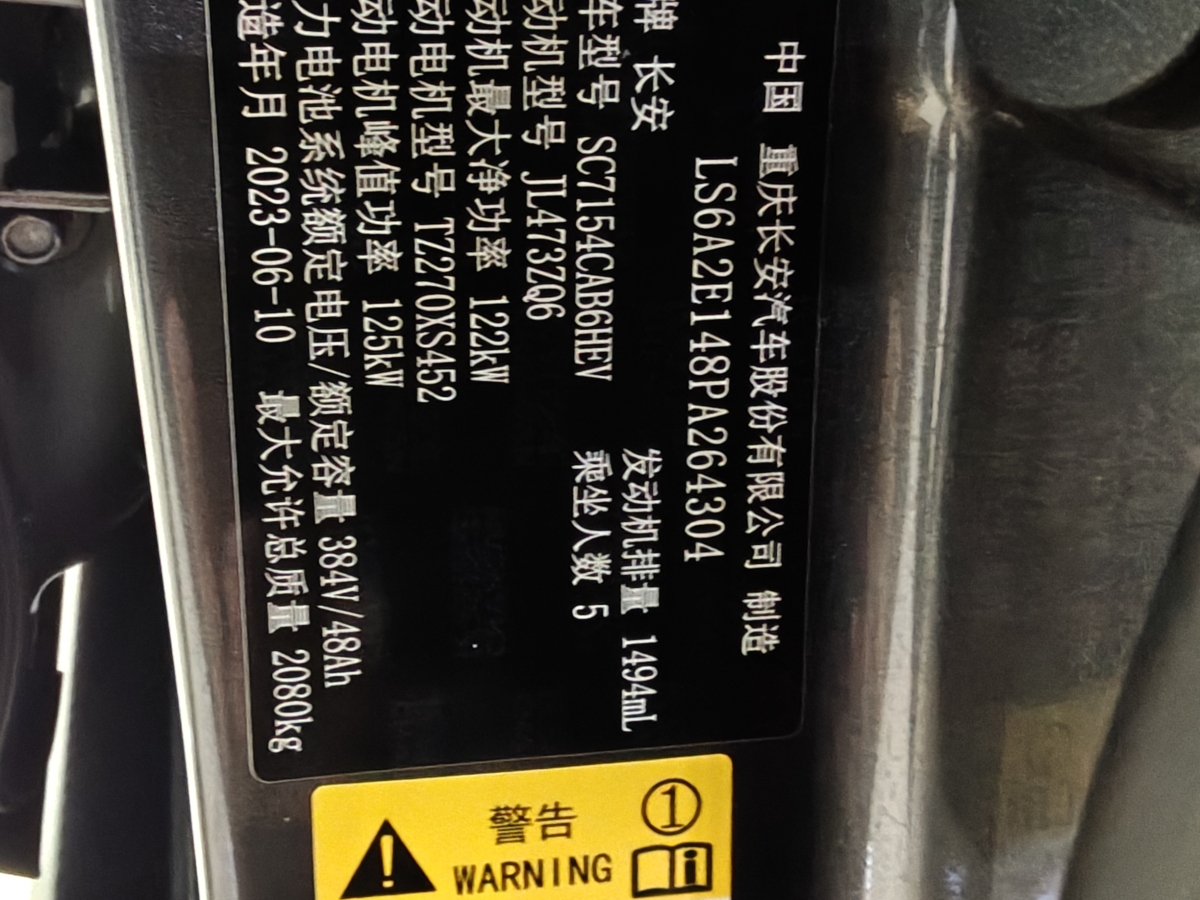 中国 重庆长安汽车股份有限公司 制造
LS6A2E148PA264304
牌 长安 发动机排量 1494mL
车型号 SC7154CAB6HEV 乘坐人数 5
动机型号 JL473ZQ6
动机最大净功率 122kW
动电机型号 TZ270XS452
动电机峰值功率 125kW
力电池系统额定电压/额定容量 384V/48Ah
造年月 2023-06-10 最大允许总质量 2080kg
警告 ①
WARNING